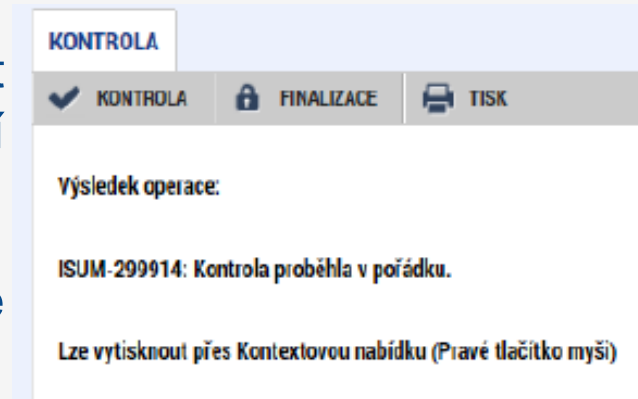 KONTROLA
KONTROLA FINALIZACE TISK
Výsledek operace:
ISUM-299914: Kontrola proběhla v pořádku.
Lze vytisknout přes Kontextovou nabídku (Pravé tlačítko myši)